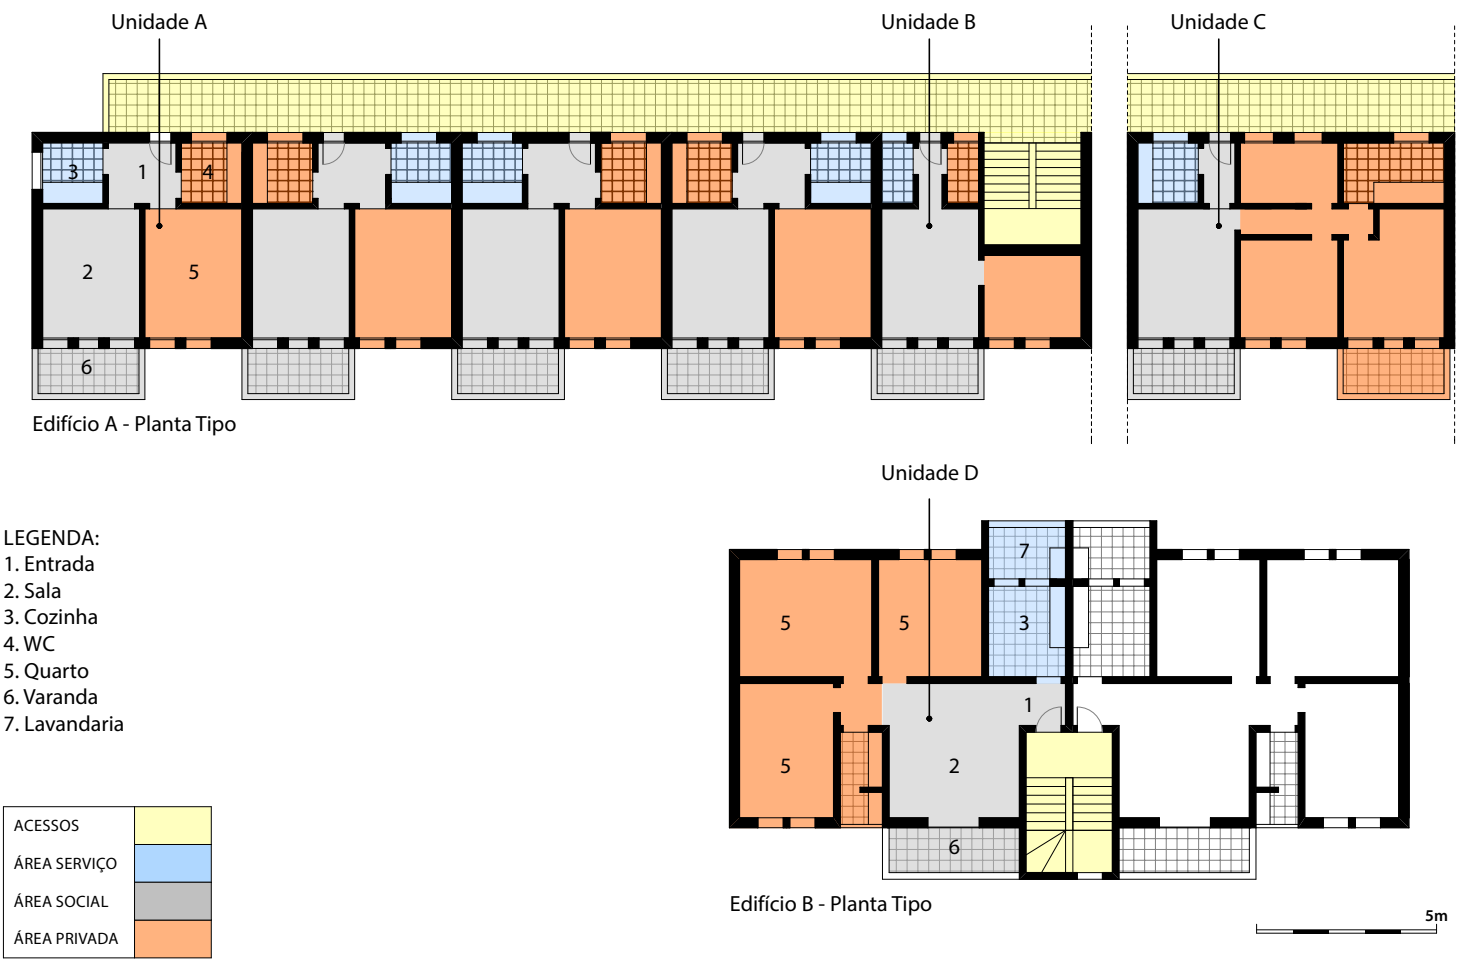 Unidade A
Unidade B
Unidade C
3
1
4
2
5
6
Edifício A - Planta Tipo
Unidade D
LEGENDA:
1. Entrada
2. Sala
3. Cozinha
4. WC
5. Quarto
6. Varanda
7. Lavandaria
7
5
5
3
1
5
2
6
Edifício B - Planta Tipo
5m
ACESSOS
ÁREA SERVIÇO
ÁREA SOCIAL
ÁREA PRIVADA